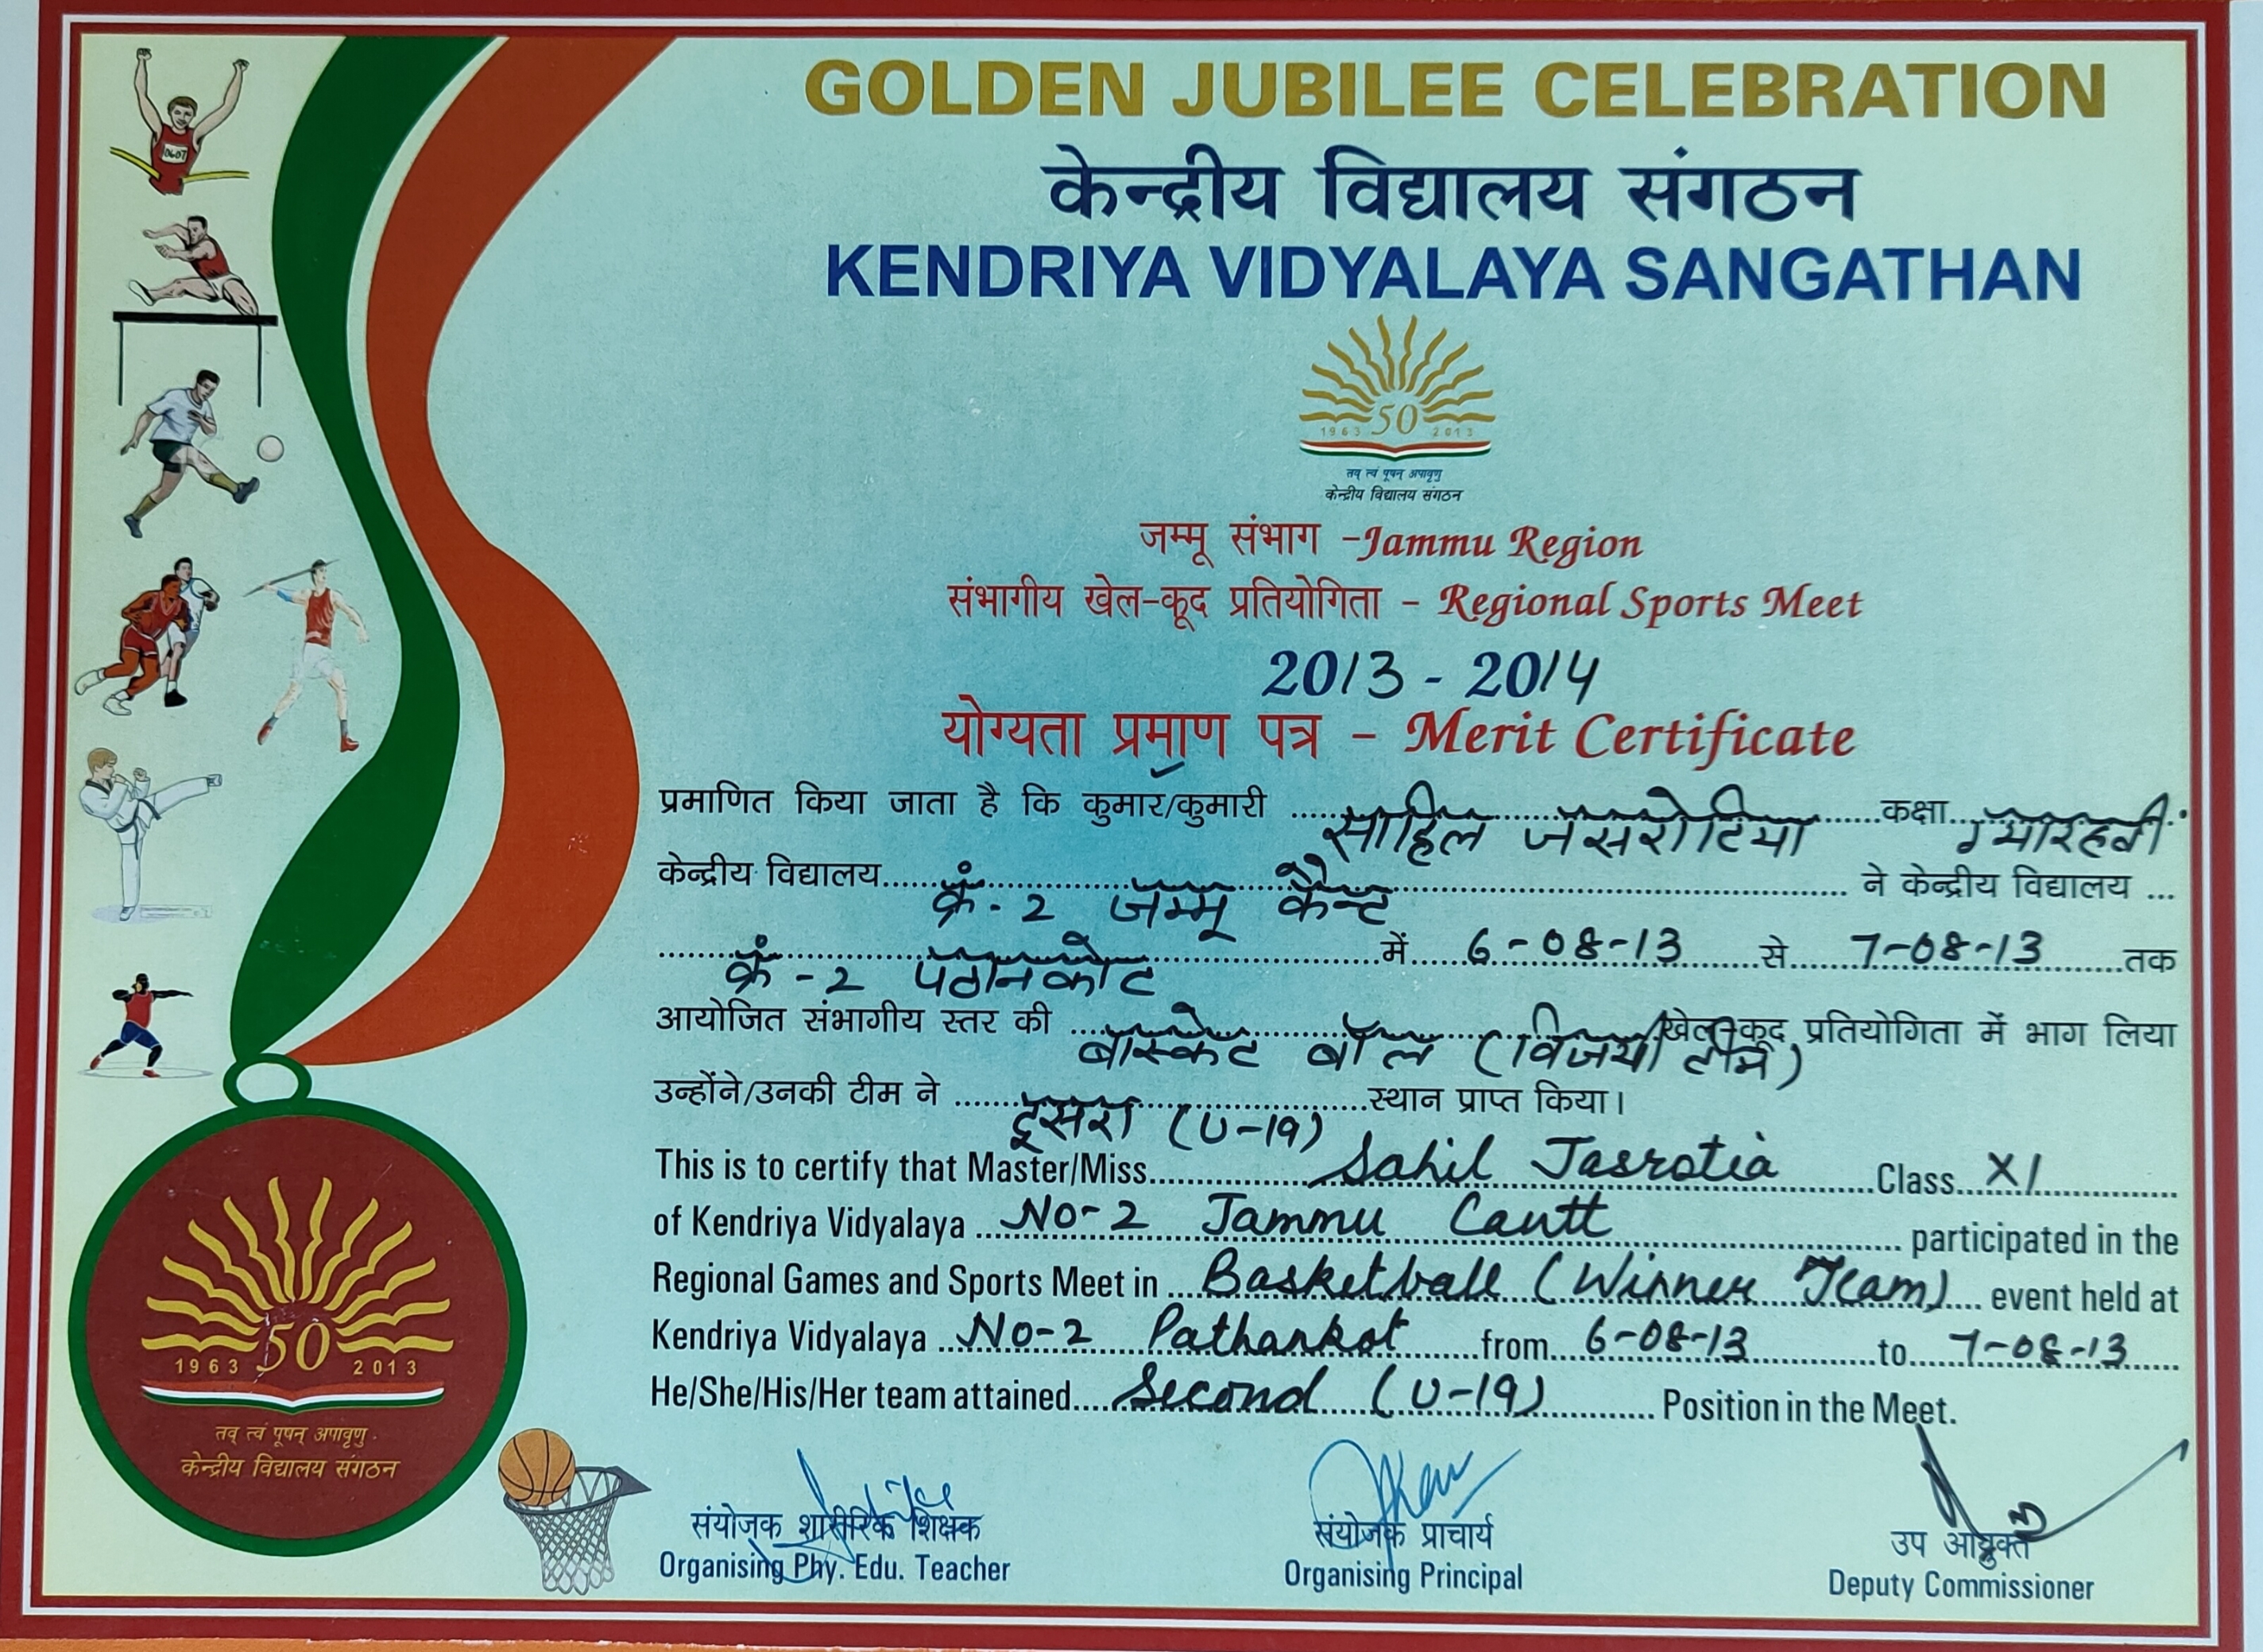 GOLDEN JUBILEE CELEBRATION
केन्द्रीय विद्यालय संगठन
KENDRIYA VIDYALAYA SANGATHAN
1963 50 2013
तत् त्वं पूषन् अपावृणु
केन्द्रीय विद्यालय संगठन
जम्मू संभाग -Jammu Region
संभागीय खेल-कूद प्रतियोगिता - Regional Sports Meet
2013 - 2014
योग्यता प्रमाण पत्र - Merit Certificate
प्रमाणित किया जाता है कि कुमार/कुमारी साहिल जसरोटिया कक्षा ग्यारहवीं
केन्द्रीय विद्यालय क्रं-2 जम्मू कैन्ट ने केन्द्रीय विद्यालय ...
क्रं-2 पठानकोट में 6-08-13 से 7-08-13 तक
आयोजित संभागीय स्तर की बास्केट बॉल (विजयी टीम) खेल-कूद प्रतियोगिता में भाग लिया
उन्होंने/उनकी टीम ने दूसरा (U-19) स्थान प्राप्त किया।
This is to certify that Master/Miss Sahil Jasrotia Class XI
of Kendriya Vidyalaya No-2 Jammu Cantt participated in the
Regional Games and Sports Meet in Basketball (Winner Team) event held at
Kendriya Vidyalaya No-2 Pathankot from 6-08-13 to 7-08-13
He/She/His/Her team attained Second (U-19) Position in the Meet.
संयोजक शारीरिक शिक्षक
Organising Phy. Edu. Teacher
संयोजक प्राचार्य
Organising Principal
उप आयुक्त
Deputy Commissioner
0607
1963 50 2013
तत् त्वं पूषन् अपावृणु
केन्द्रीय विद्यालय संगठन